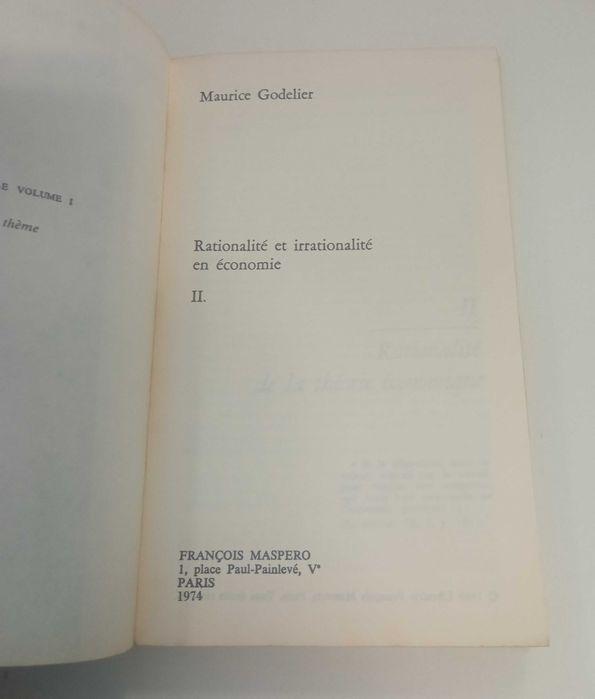 VOLUME I
thème
Maurice Godelier
Rationalité et irrationalité
en économie
II.
FRANÇOIS MASPERO
1, place Paul-Painlevé, Vᵉ
PARIS
1974